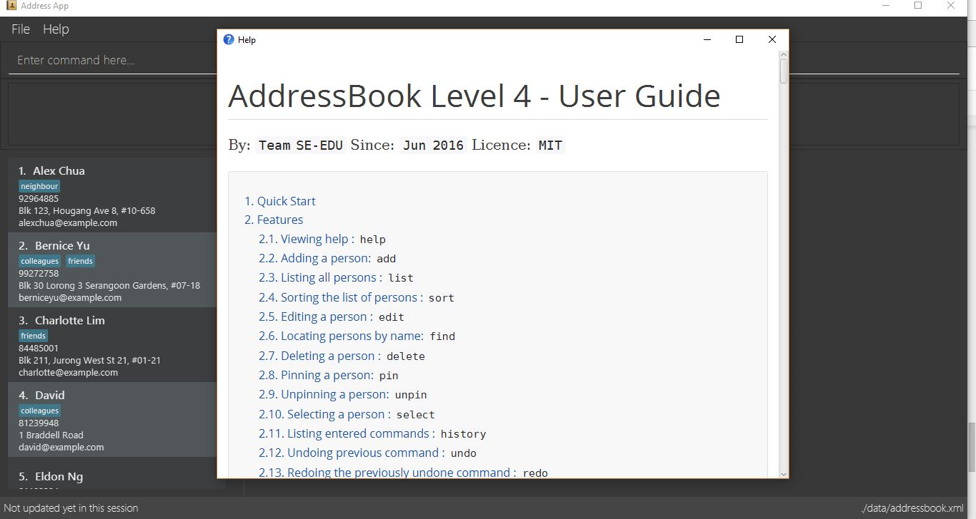 Address App
File Help
Enter command here...
Help
AddressBook Level 4 - User Guide
By: Team SE-EDU Since: Jun 2016 Licence: MIT
1. Quick Start
2. Features
2.1. Viewing help : help
2.2. Adding a person: add
2.3. Listing all persons : list
2.4. Sorting the list of persons : sort
2.5. Editing a person : edit
2.6. Locating persons by name: find
2.7. Deleting a person : delete
2.8. Pinning a person: pin
2.9. Unpinning a person: unpin
2.10. Selecting a person : select
2.11. Listing entered commands : history
2.12. Undoing previous command : undo
2.13. Redoing the previously undone command : redo
1. Alex Chua
neighbour
92964885
Blk 123, Hougang Ave 8, #10-658
alexchua@example.com
2. Bernice Yu
colleagues friends
99272758
Blk 30 Lorong 3 Serangoon Gardens, #07-18
berniceyu@example.com
3. Charlotte Lim
friends
84485001
Blk 211, Jurong West St 21, #01-21
charlotte@example.com
4. David
colleagues
81239948
1 Braddell Road
david@example.com
5. Eldon Ng
Not updated yet in this session
./data/addressbook.xml